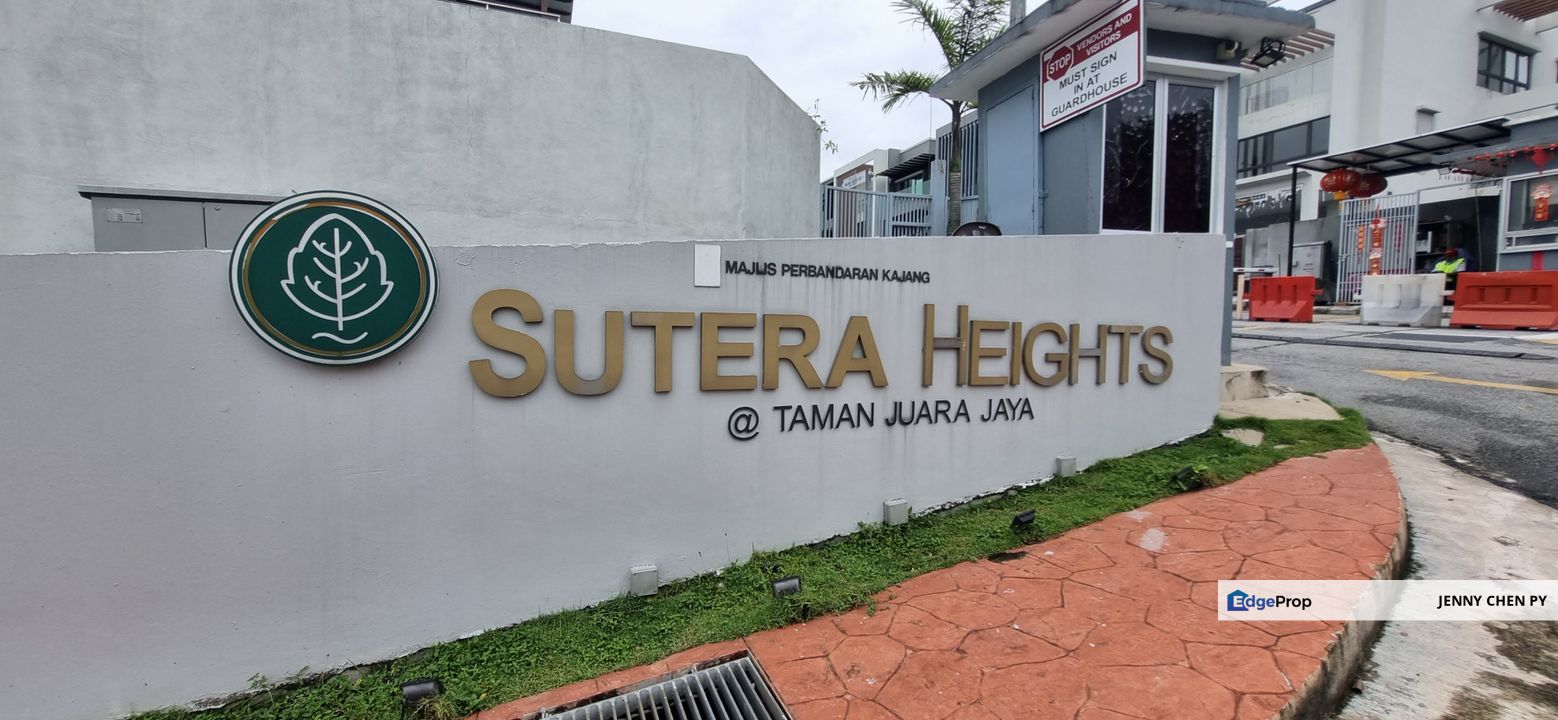 STOP VENDORS AND
VISITORS
MUST SIGN
IN AT
GUARDHOUSE
MAJLIS PERBANDARAN KAJANG
SUTERA HEIGHTS
@ TAMAN JUARA JAYA
EdgeProp
JENNY CHEN PY